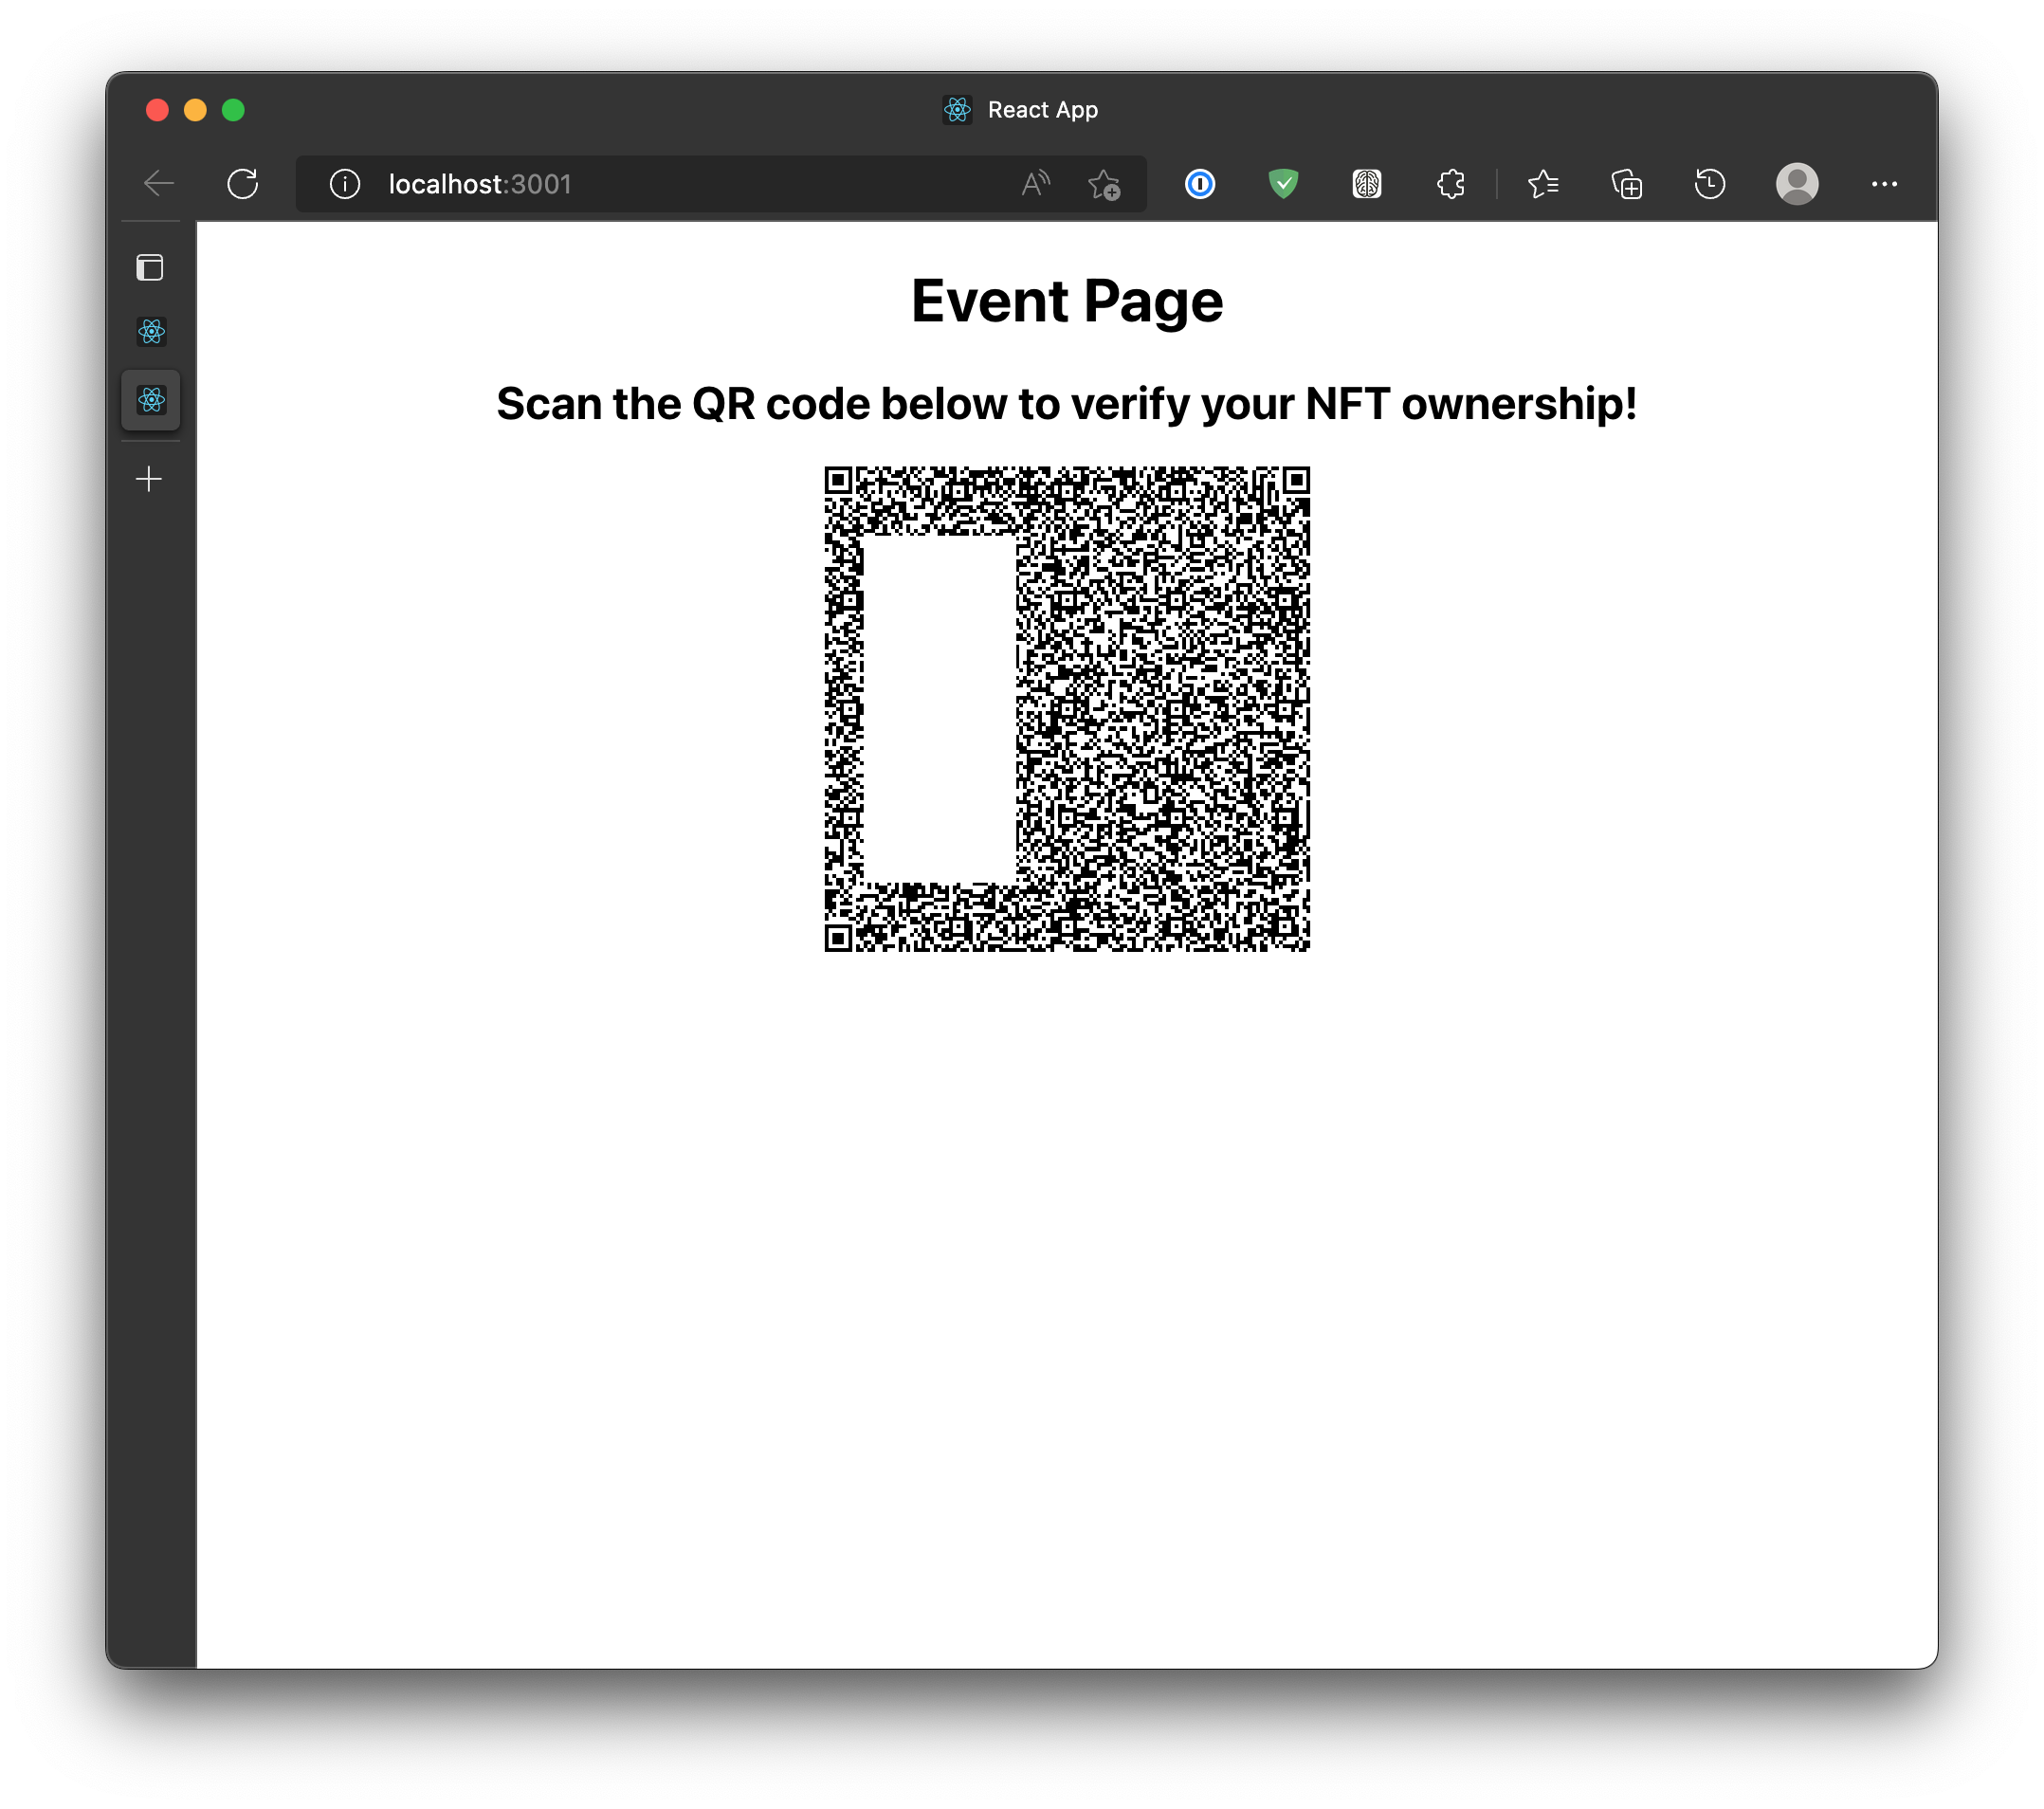 React App
localhost:3001
Event Page
Scan the QR code below to verify your NFT ownership!